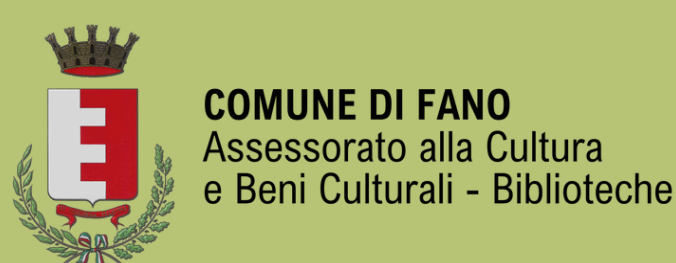 COMUNE DI FANO
Assessorato alla Cultura
e Beni Culturali - Biblioteche